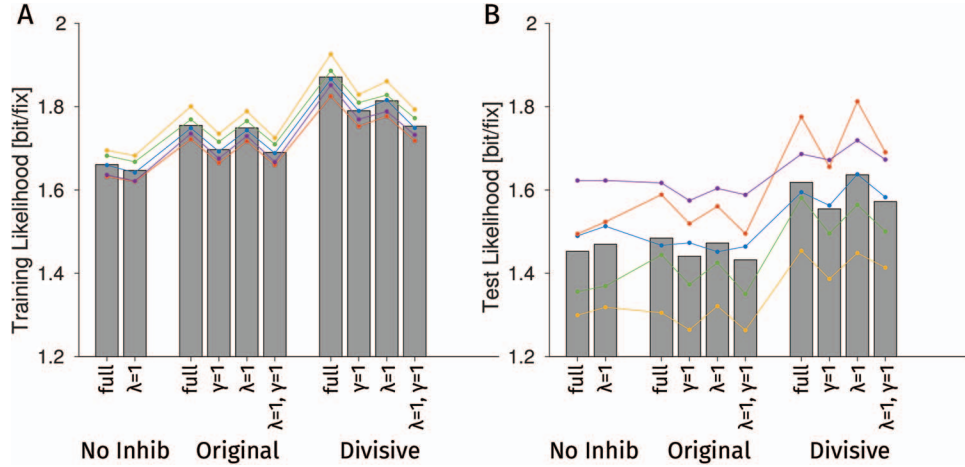 A
Training Likelihood [bit/fix]
2
1.8
1.6
1.4
1.2
full
λ=1
full
γ=1
λ=1
λ=1, γ=1
full
γ=1
λ=1
λ=1, γ=1
No Inhib
Original
Divisive
B
Test Likelihood [bit/fix]
2
1.8
1.6
1.4
1.2
full
λ=1
full
γ=1
λ=1
λ=1, γ=1
full
γ=1
λ=1
λ=1, γ=1
No Inhib
Original
Divisive